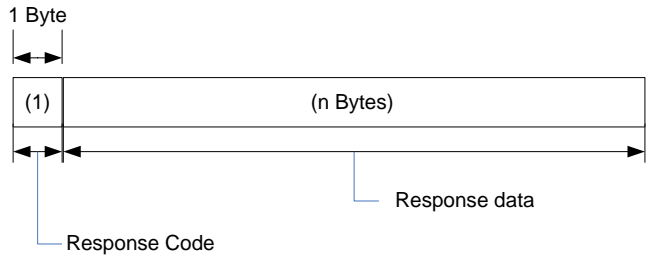 1 Byte
(1)
(n Bytes)
Response data
Response Code